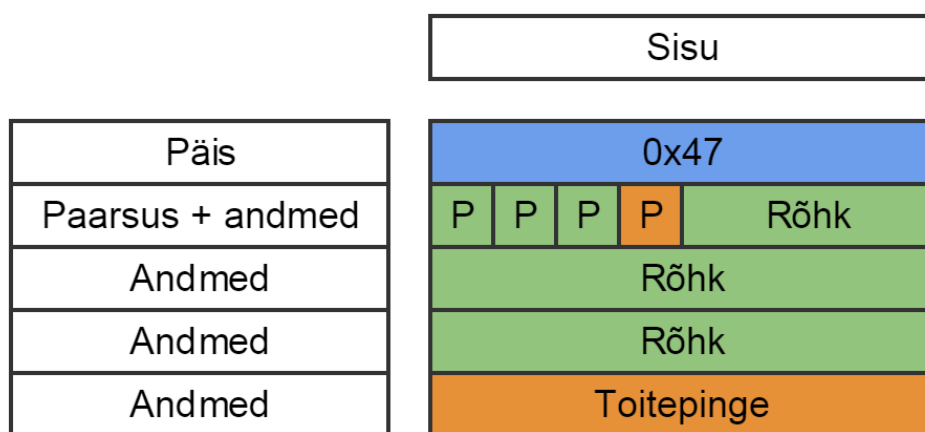 Sisu
Päis 0x47
Paarsus + andmed P P P P Rõhk
Andmed Rõhk
Andmed Rõhk
Andmed Toitepinge